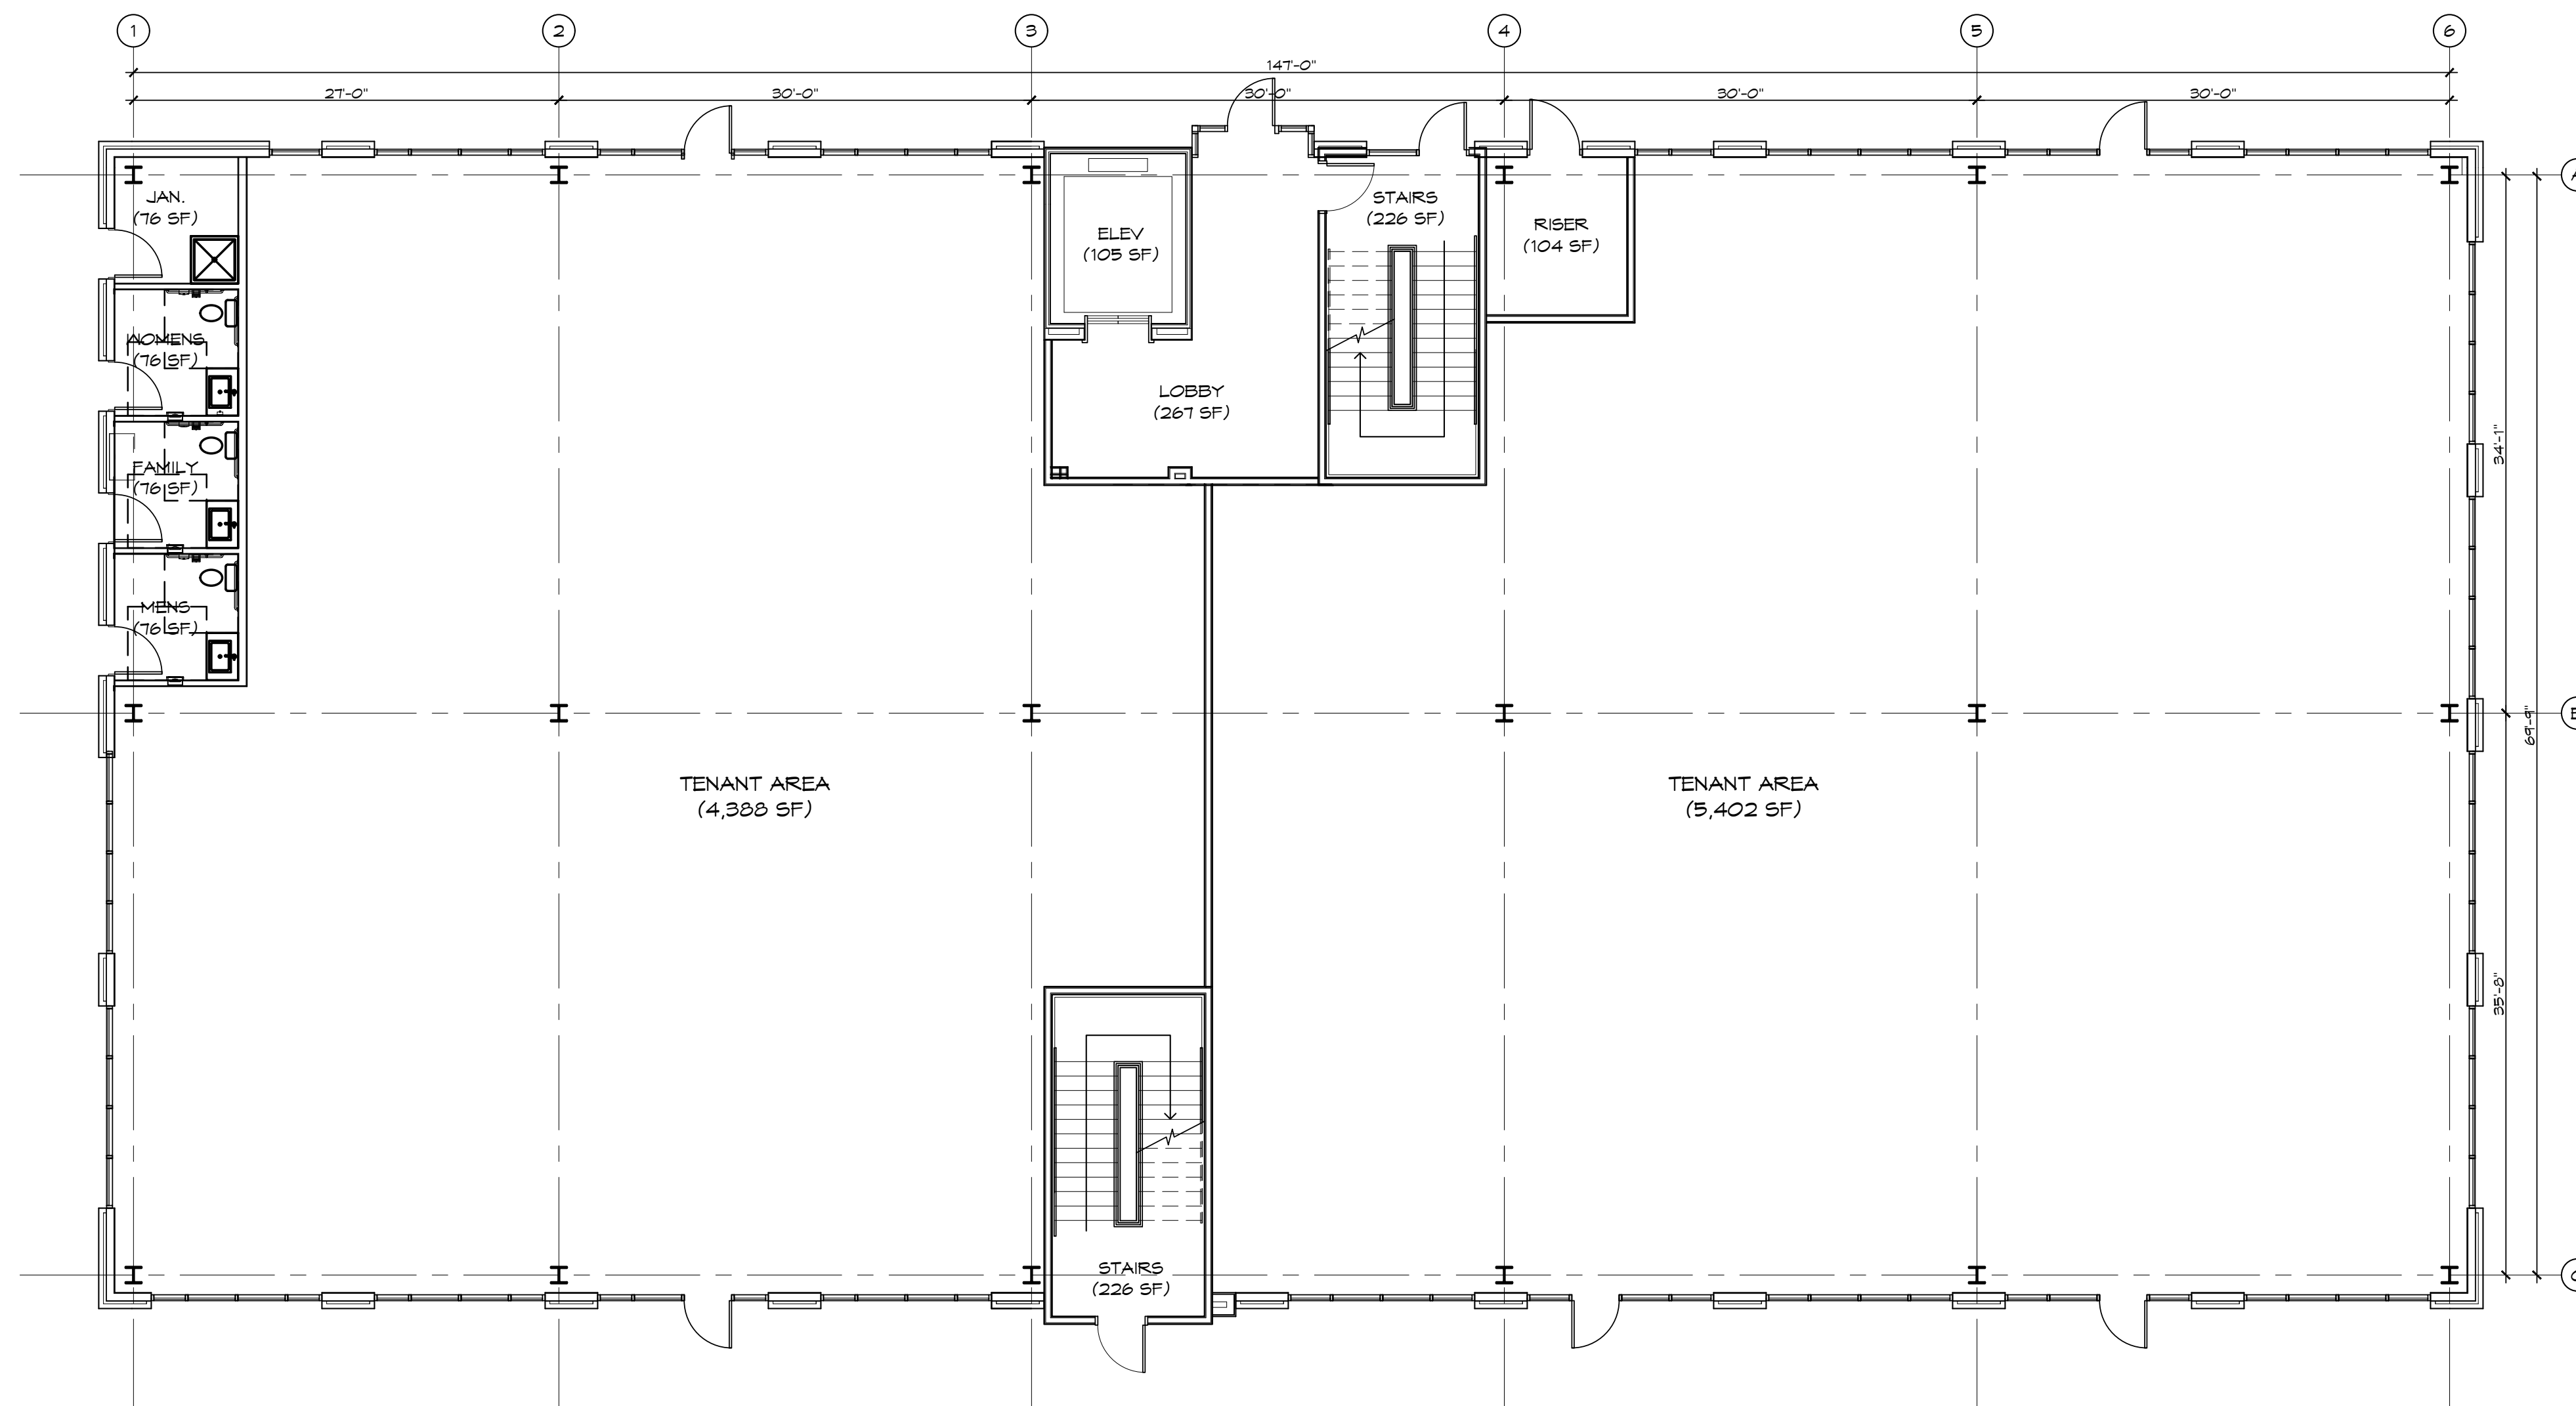 1 2 3 4 5 6
147'-0"
27'-0" 30'-0" 30'-0" 30'-0" 30'-0"
JAN.
(76 SF)
WOMENS
(76 SF)
FAMILY
(76 SF)
MENS
(76 SF)
ELEV
(105 SF)
LOBBY
(267 SF)
STAIRS
(226 SF)
RISER
(104 SF)
34'-1"
69'-9"
35'-8"
TENANT AREA
(4,388 SF)
TENANT AREA
(5,402 SF)
STAIRS
(226 SF)